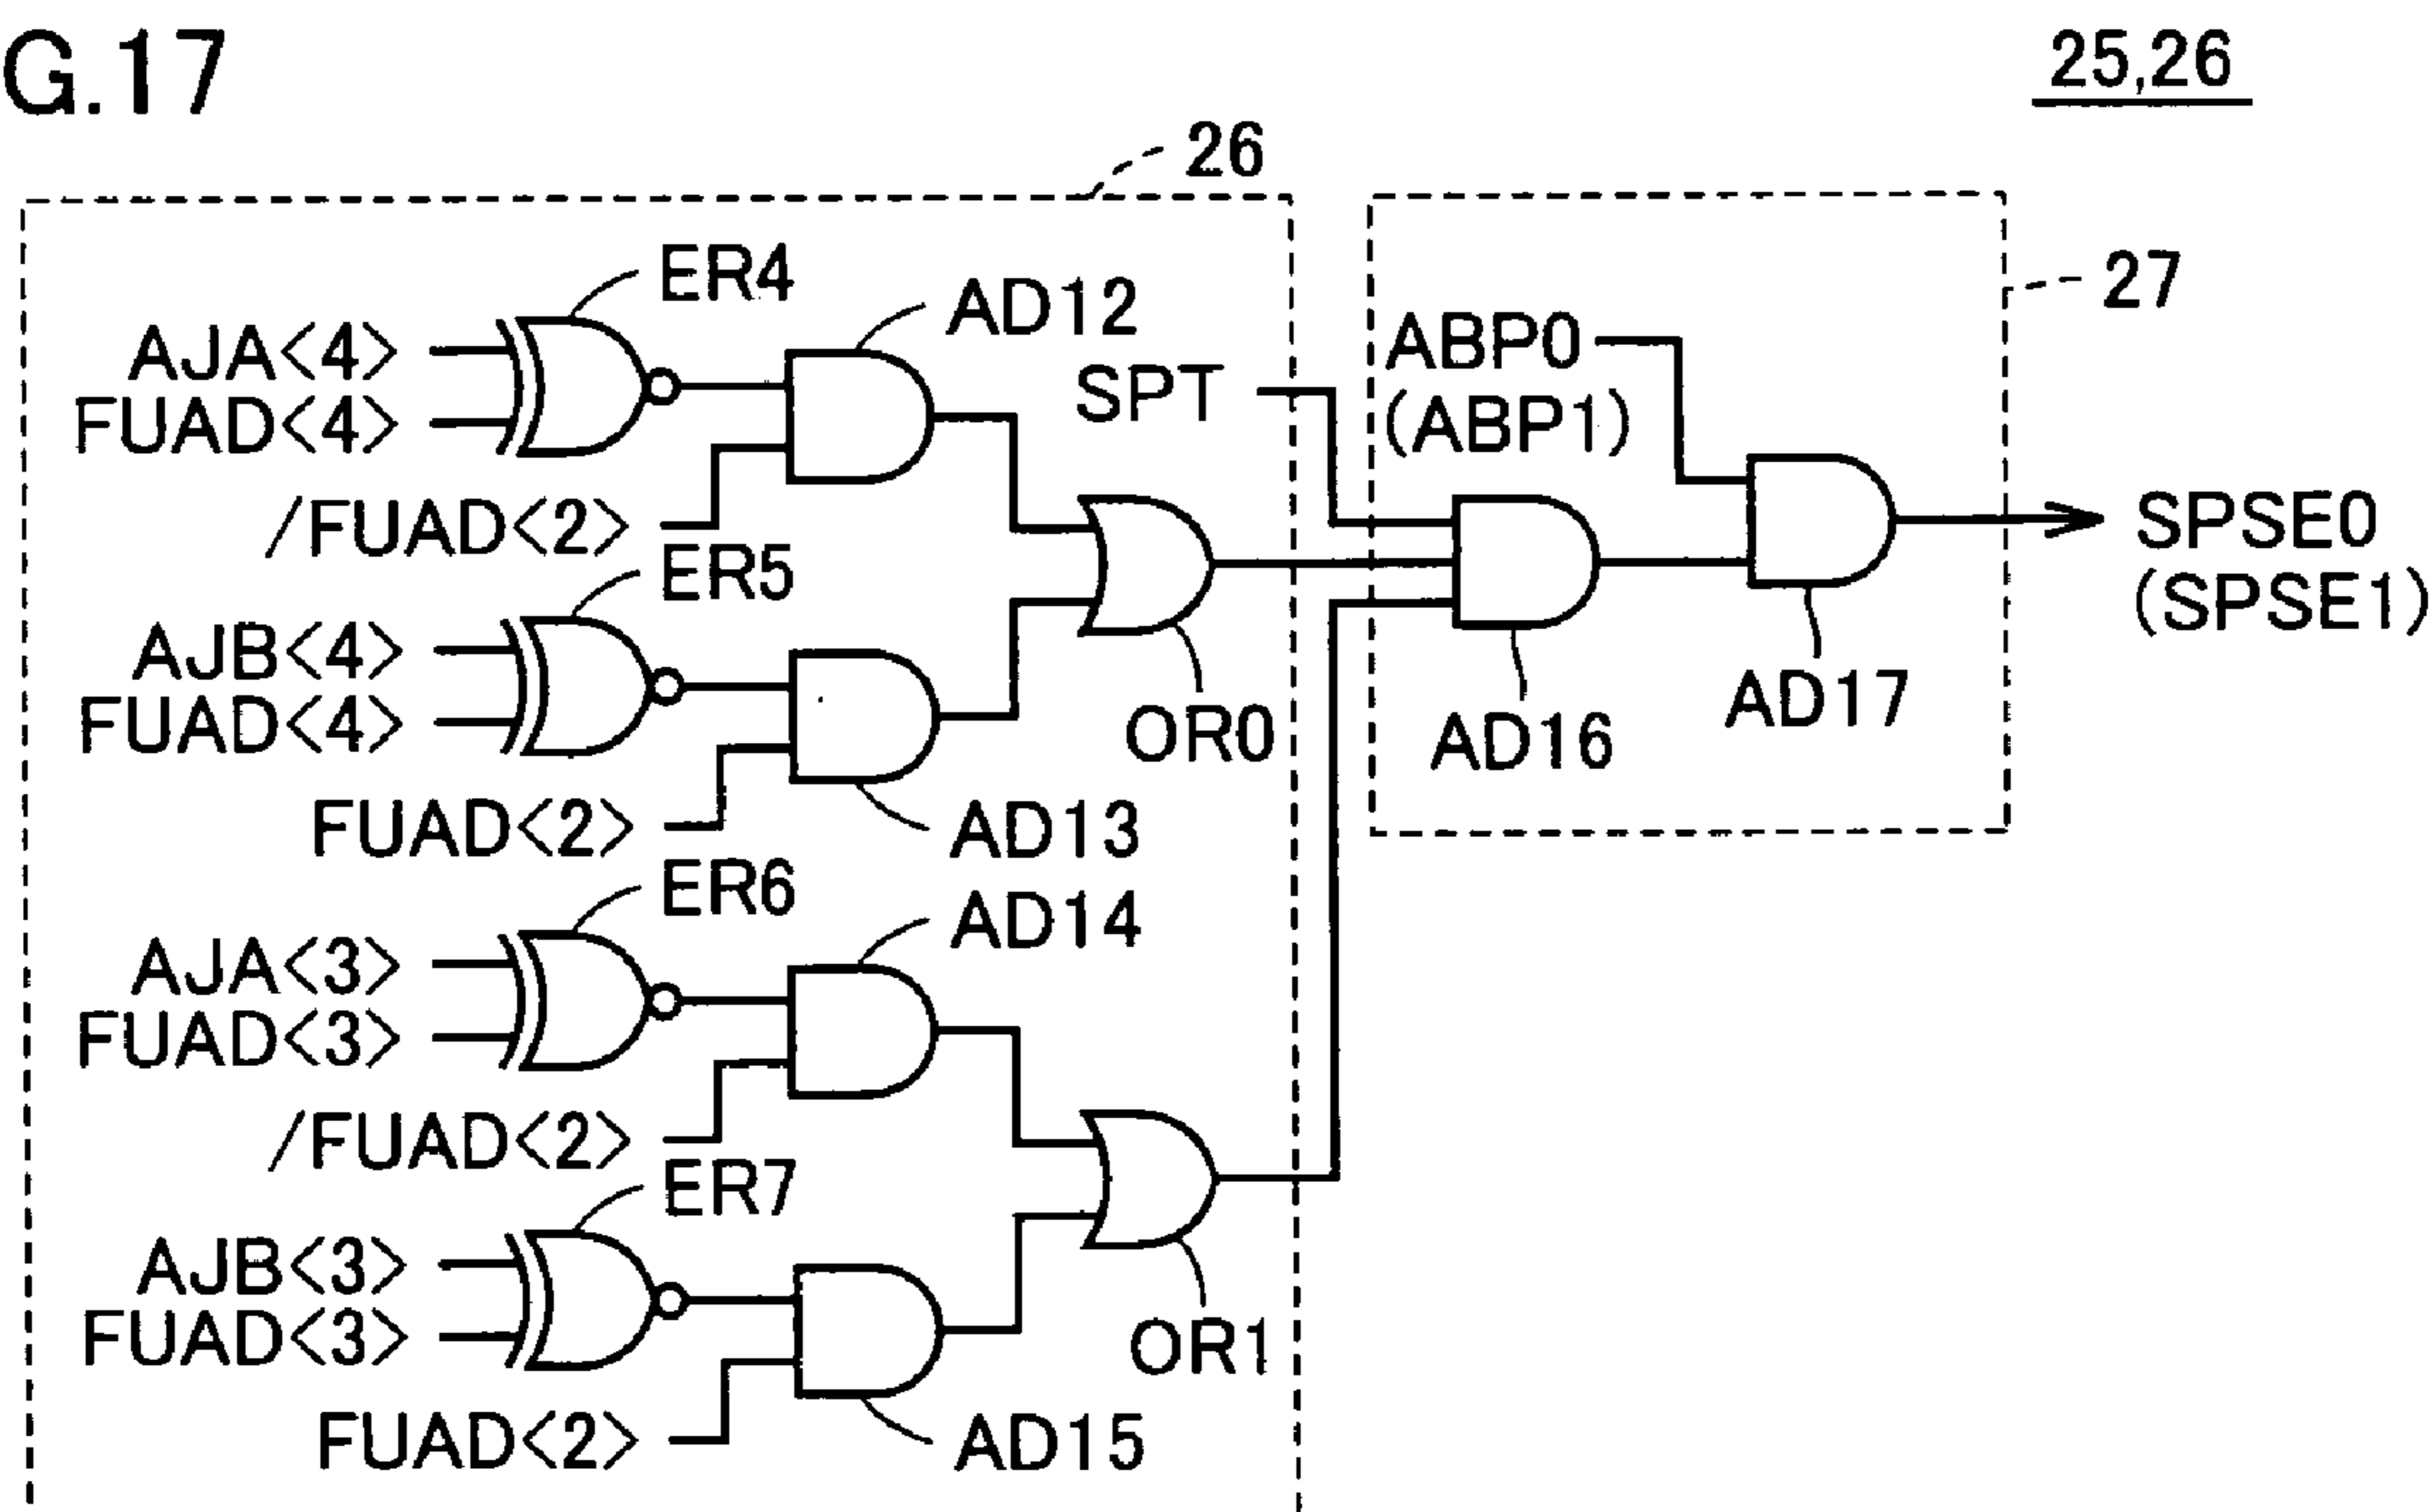 G.17
25,26
26
27
ER4
AD12
AJA<4>
FUAD<4>
/FUAD<2>
SPT
ABP0
(ABP1)
SPSE0
(SPSE1)
ER5
AJB<4>
FUAD<4>
FUAD<2>
AD13
OR0
AD16
AD17
ER6
AD14
AJA<3>
FUAD<3>
/FUAD<2>
ER7
AJB<3>
FUAD<3>
FUAD<2>
AD15
OR1